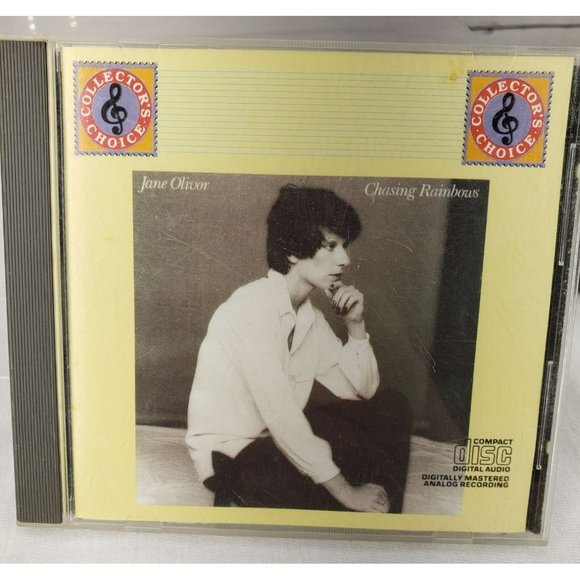 COLLECTOR'S CHOICE
COLLECTOR'S CHOICE
Jane Olivor
Chasing Rainbows
COMPACT
disc
DIGITAL AUDIO
DIGITALLY MASTERED
ANALOG RECORDING